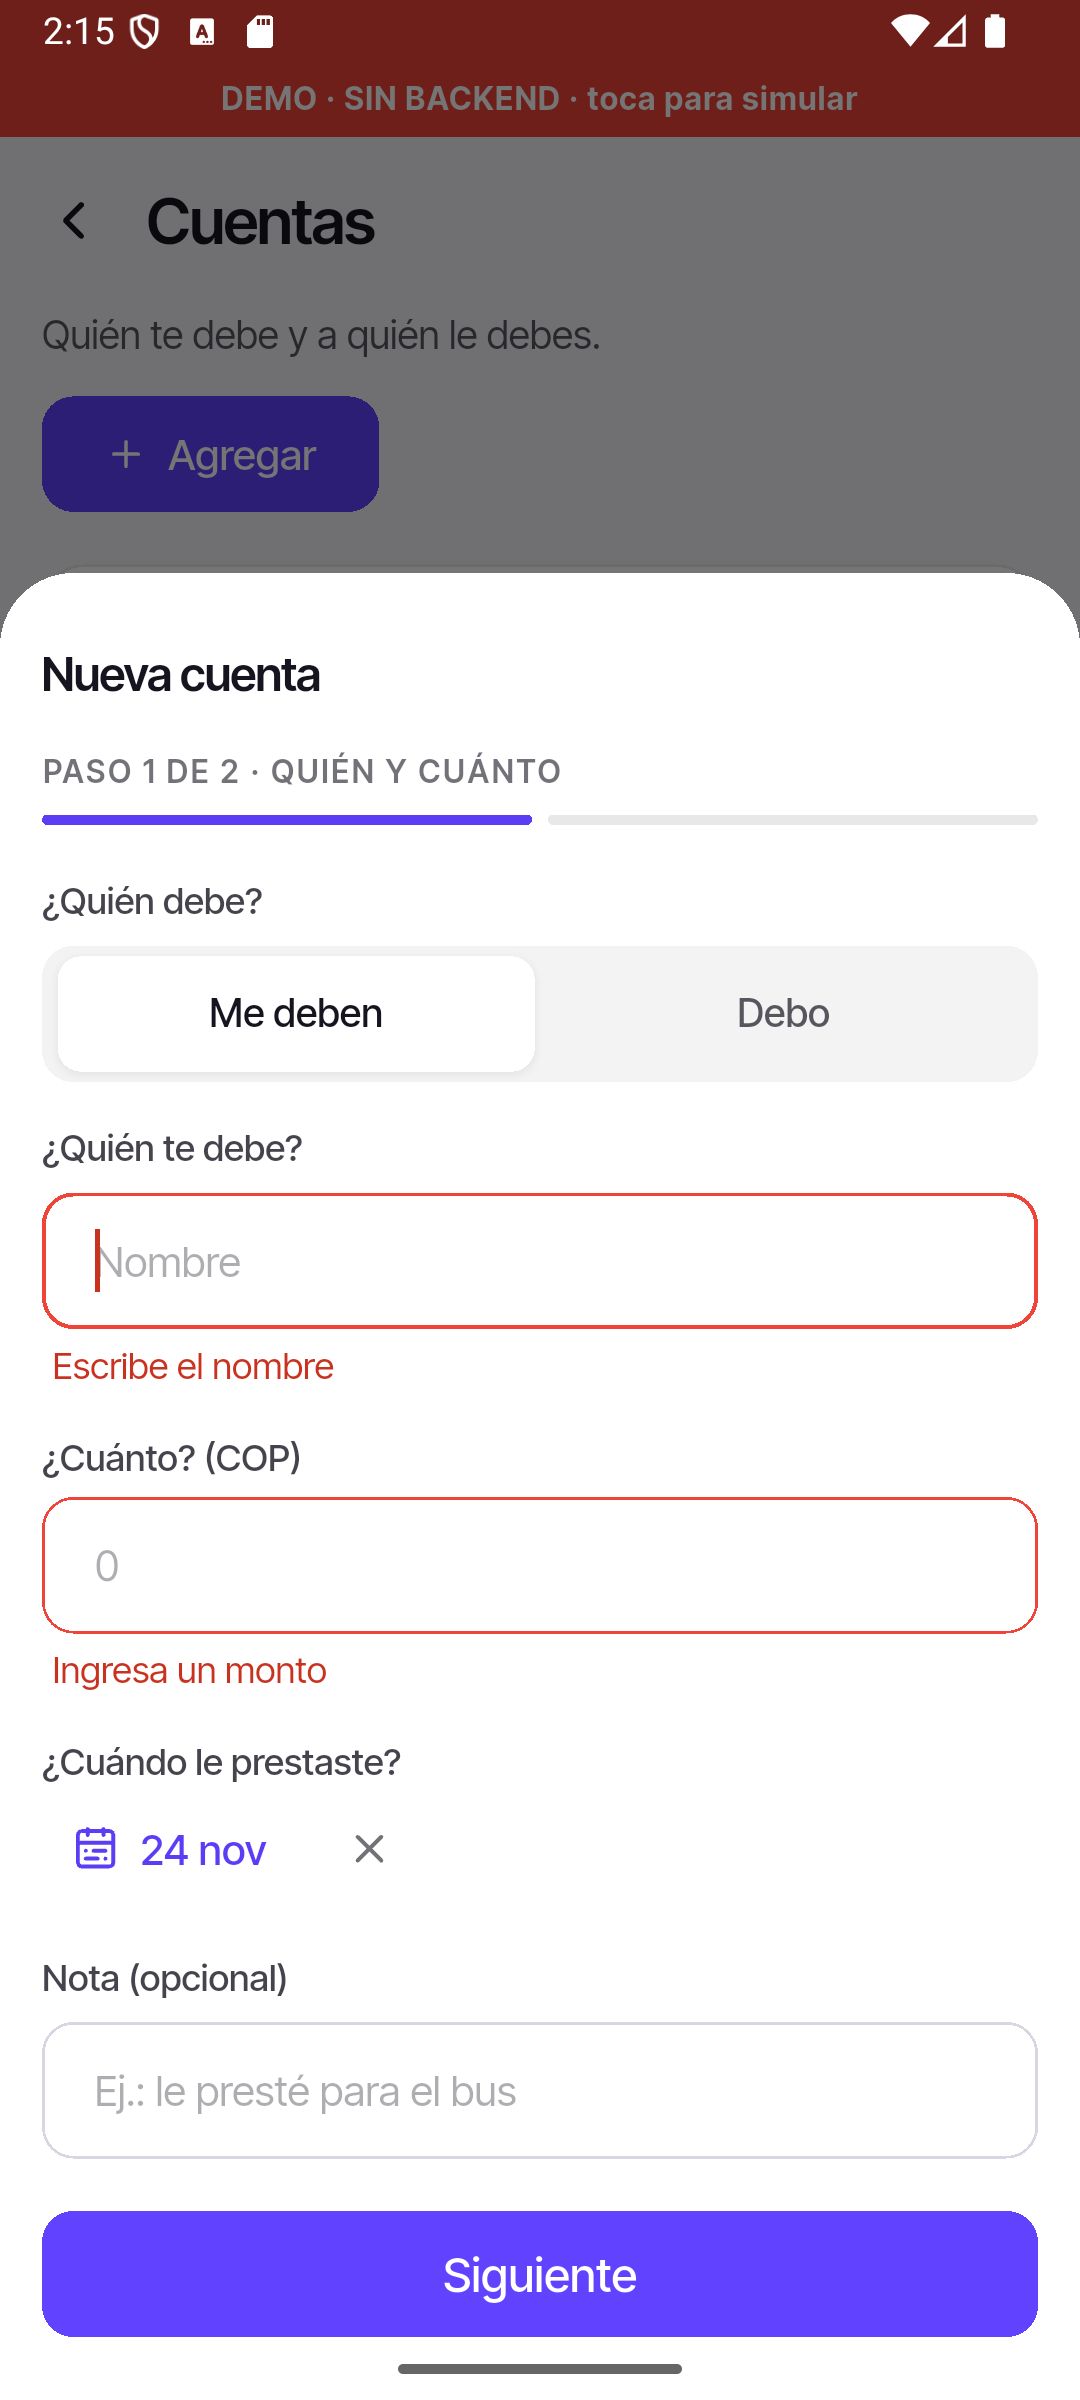 2:15
DEMO · SIN BACKEND · toca para simular
Cuentas
Quién te debe y a quién le debes.
+ Agregar
Nueva cuenta
PASO 1 DE 2 · QUIÉN Y CUÁNTO
¿Quién debe?
Me deben
Debo
¿Quién te debe?
Nombre
Escribe el nombre
¿Cuánto? (COP)
0
Ingresa un monto
¿Cuándo le prestaste?
24 nov
Nota (opcional)
Ej.: le presté para el bus
Siguiente